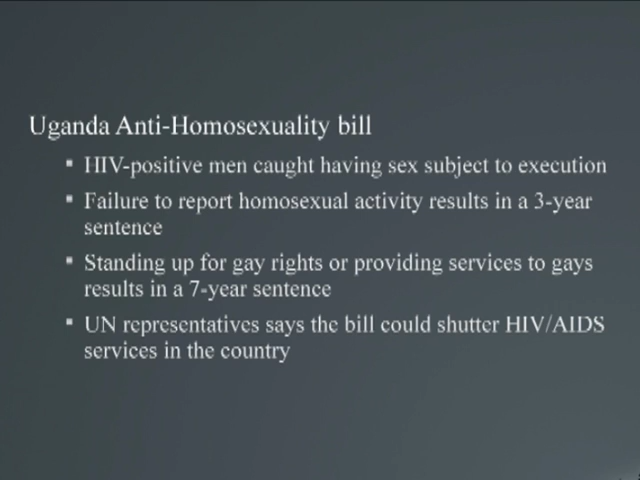 Uganda Anti-Homosexuality bill
▪ HIV-positive men caught having sex subject to execution
▪ Failure to report homosexual activity results in a 3-year
sentence
▪ Standing up for gay rights or providing services to gays
results in a 7-year sentence
▪ UN representatives says the bill could shutter HIV/AIDS
services in the country